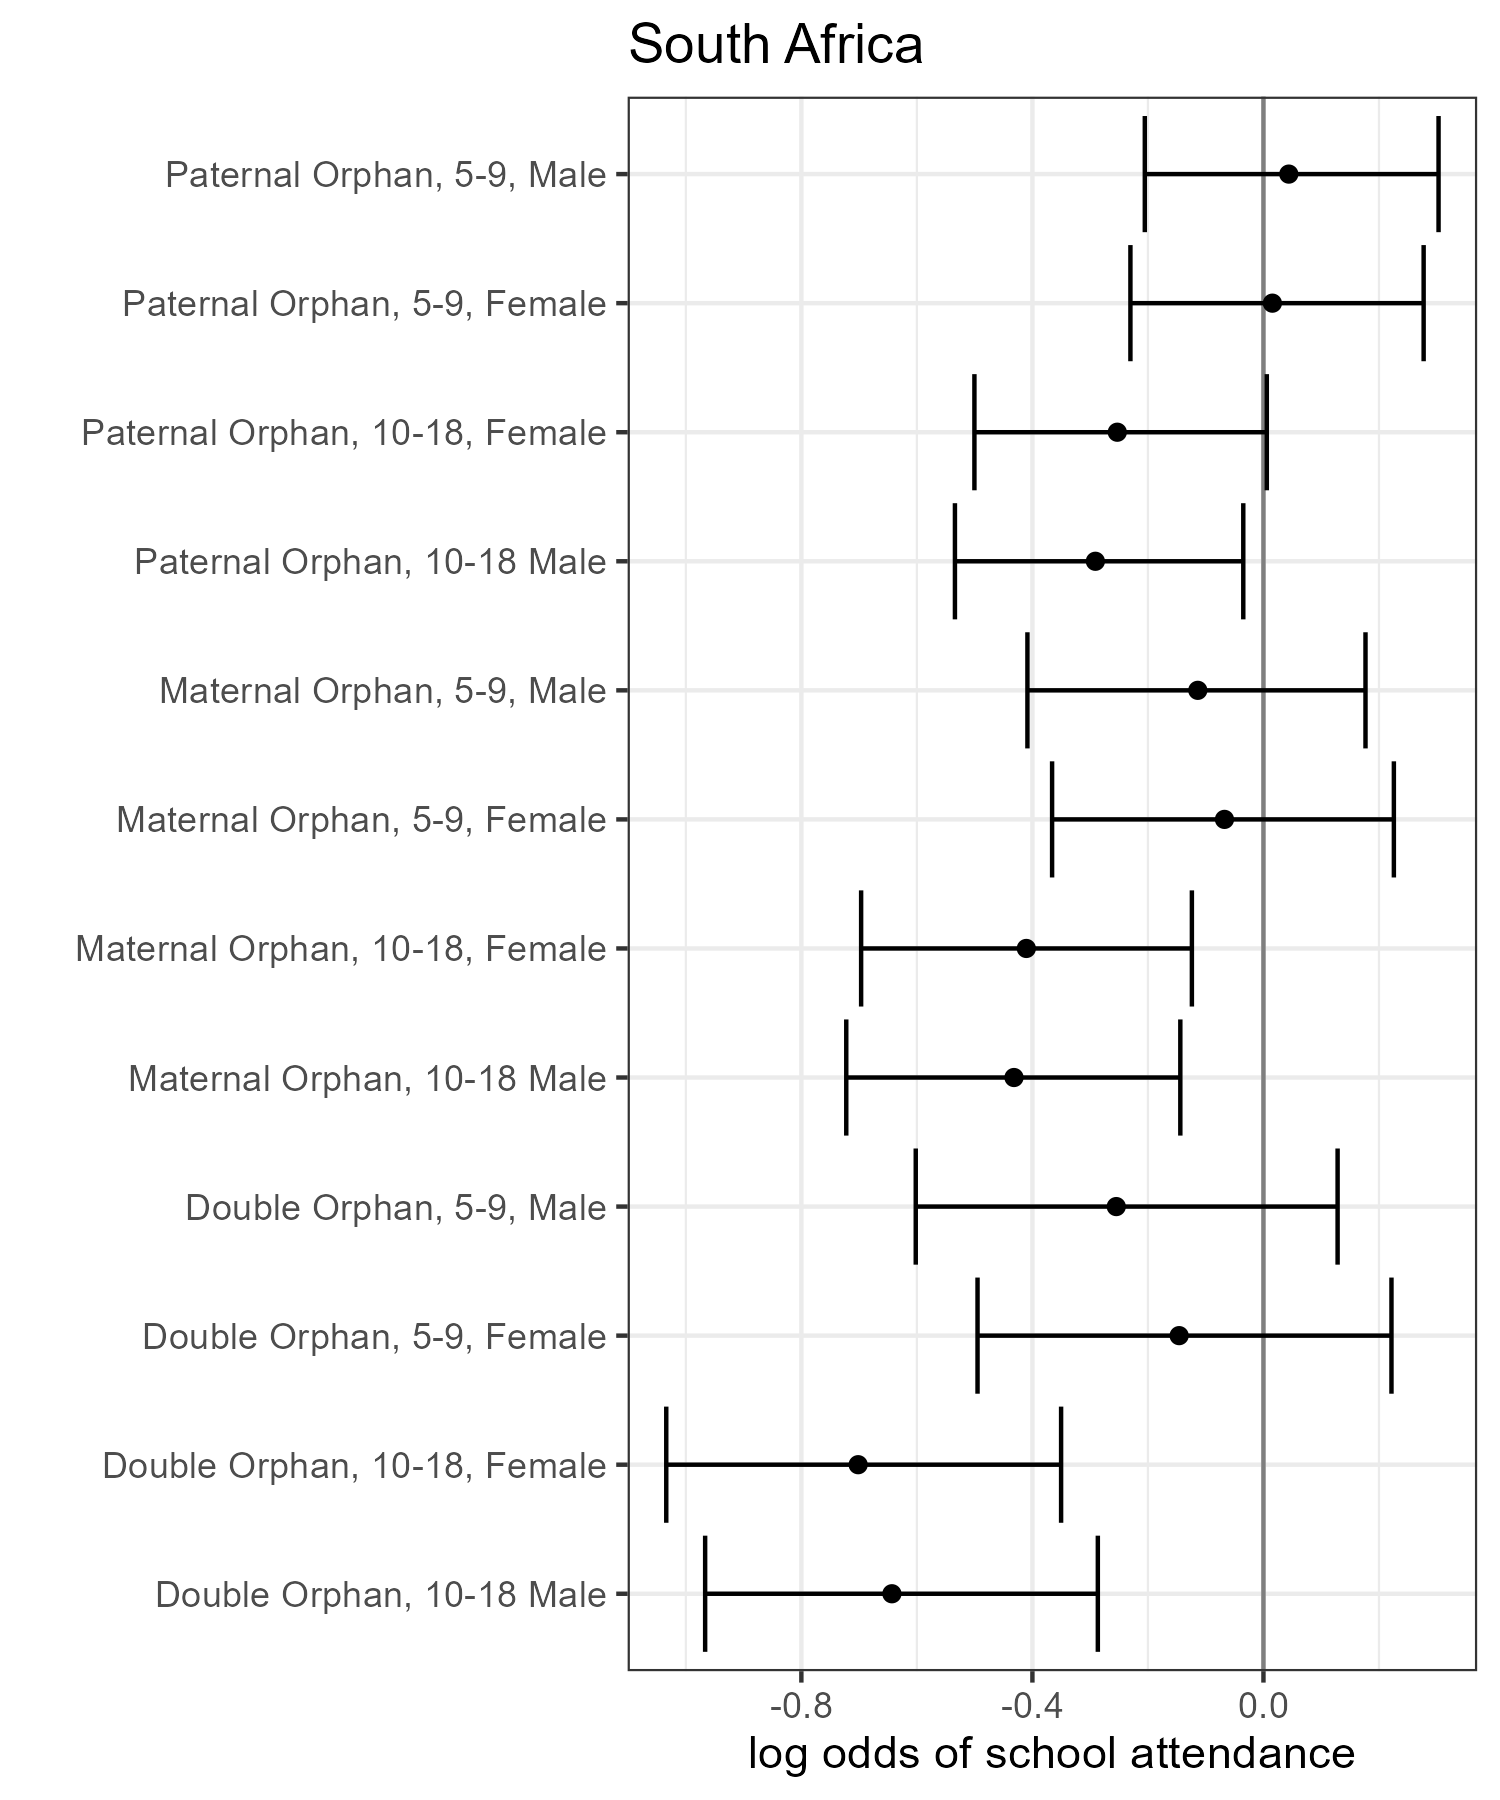 South Africa
Paternal Orphan, 5-9, Male
Paternal Orphan, 5-9, Female
Paternal Orphan, 10-18, Female
Paternal Orphan, 10-18 Male
Maternal Orphan, 5-9, Male
Maternal Orphan, 5-9, Female
Maternal Orphan, 10-18, Female
Maternal Orphan, 10-18 Male
Double Orphan, 5-9, Male
Double Orphan, 5-9, Female
Double Orphan, 10-18, Female
Double Orphan, 10-18 Male
-0.8 -0.4 0.0
log odds of school attendance